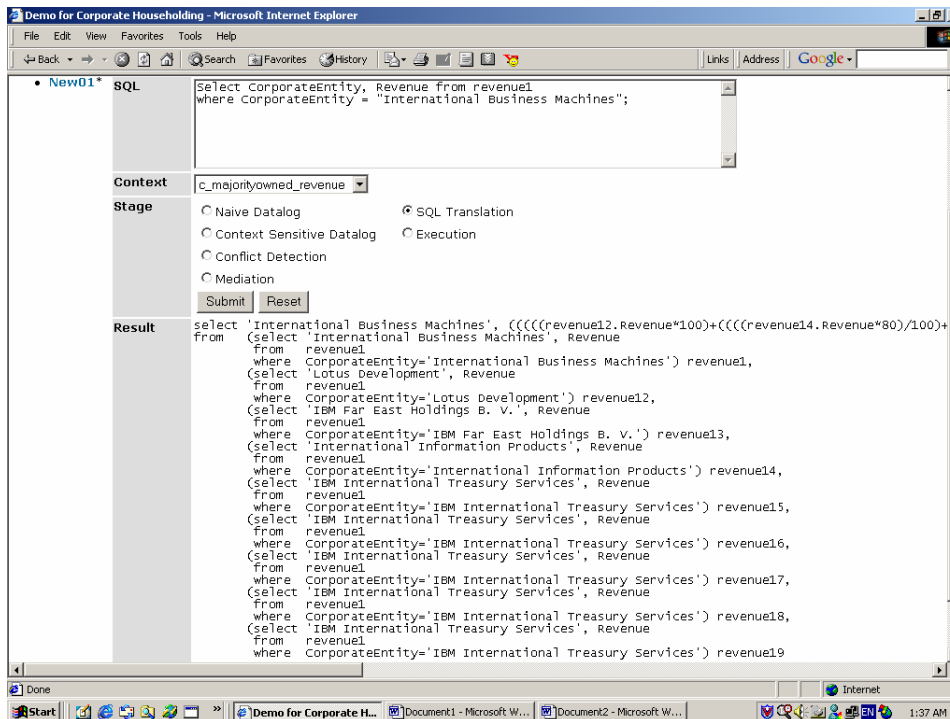 Demo for Corporate Householding - Microsoft Internet Explorer
File Edit View Favorites Tools Help
Back Search Favorites History Links Address Google
• New01*
SQL
Select CorporateEntity, Revenue from revenue1
where CorporateEntity = "International Business Machines";
Context c_majorityowned_revenue
Stage
Naive Datalog SQL Translation
Context Sensitive Datalog Execution
Conflict Detection
Mediation
Submit Reset
Result
select 'International Business Machines', (((((revenue12.Revenue*100)+((((revenue14.Revenue*80)/100)+
from (select 'International Business Machines', Revenue
from revenue1
where CorporateEntity='International Business Machines') revenue1,
(select 'Lotus Development', Revenue
from revenue1
where CorporateEntity='Lotus Development') revenue12,
(select 'IBM Far East Holdings B. V.', Revenue
from revenue1
where CorporateEntity='IBM Far East Holdings B. V.') revenue13,
(select 'International Information Products', Revenue
from revenue1
where CorporateEntity='International Information Products') revenue14,
(select 'IBM International Treasury Services', Revenue
from revenue1
where CorporateEntity='IBM International Treasury Services') revenue15,
(select 'IBM International Treasury Services', Revenue
from revenue1
where CorporateEntity='IBM International Treasury Services') revenue16,
(select 'IBM International Treasury Services', Revenue
from revenue1
where CorporateEntity='IBM International Treasury Services') revenue17,
(select 'IBM International Treasury Services', Revenue
from revenue1
where CorporateEntity='IBM International Treasury Services') revenue18,
(select 'IBM International Treasury Services', Revenue
from revenue1
where CorporateEntity='IBM International Treasury Services') revenue19
Done Internet
Start » Demo for Corporate H... Document1 - Microsoft W... Document2 - Microsoft W... EN 1:37 AM